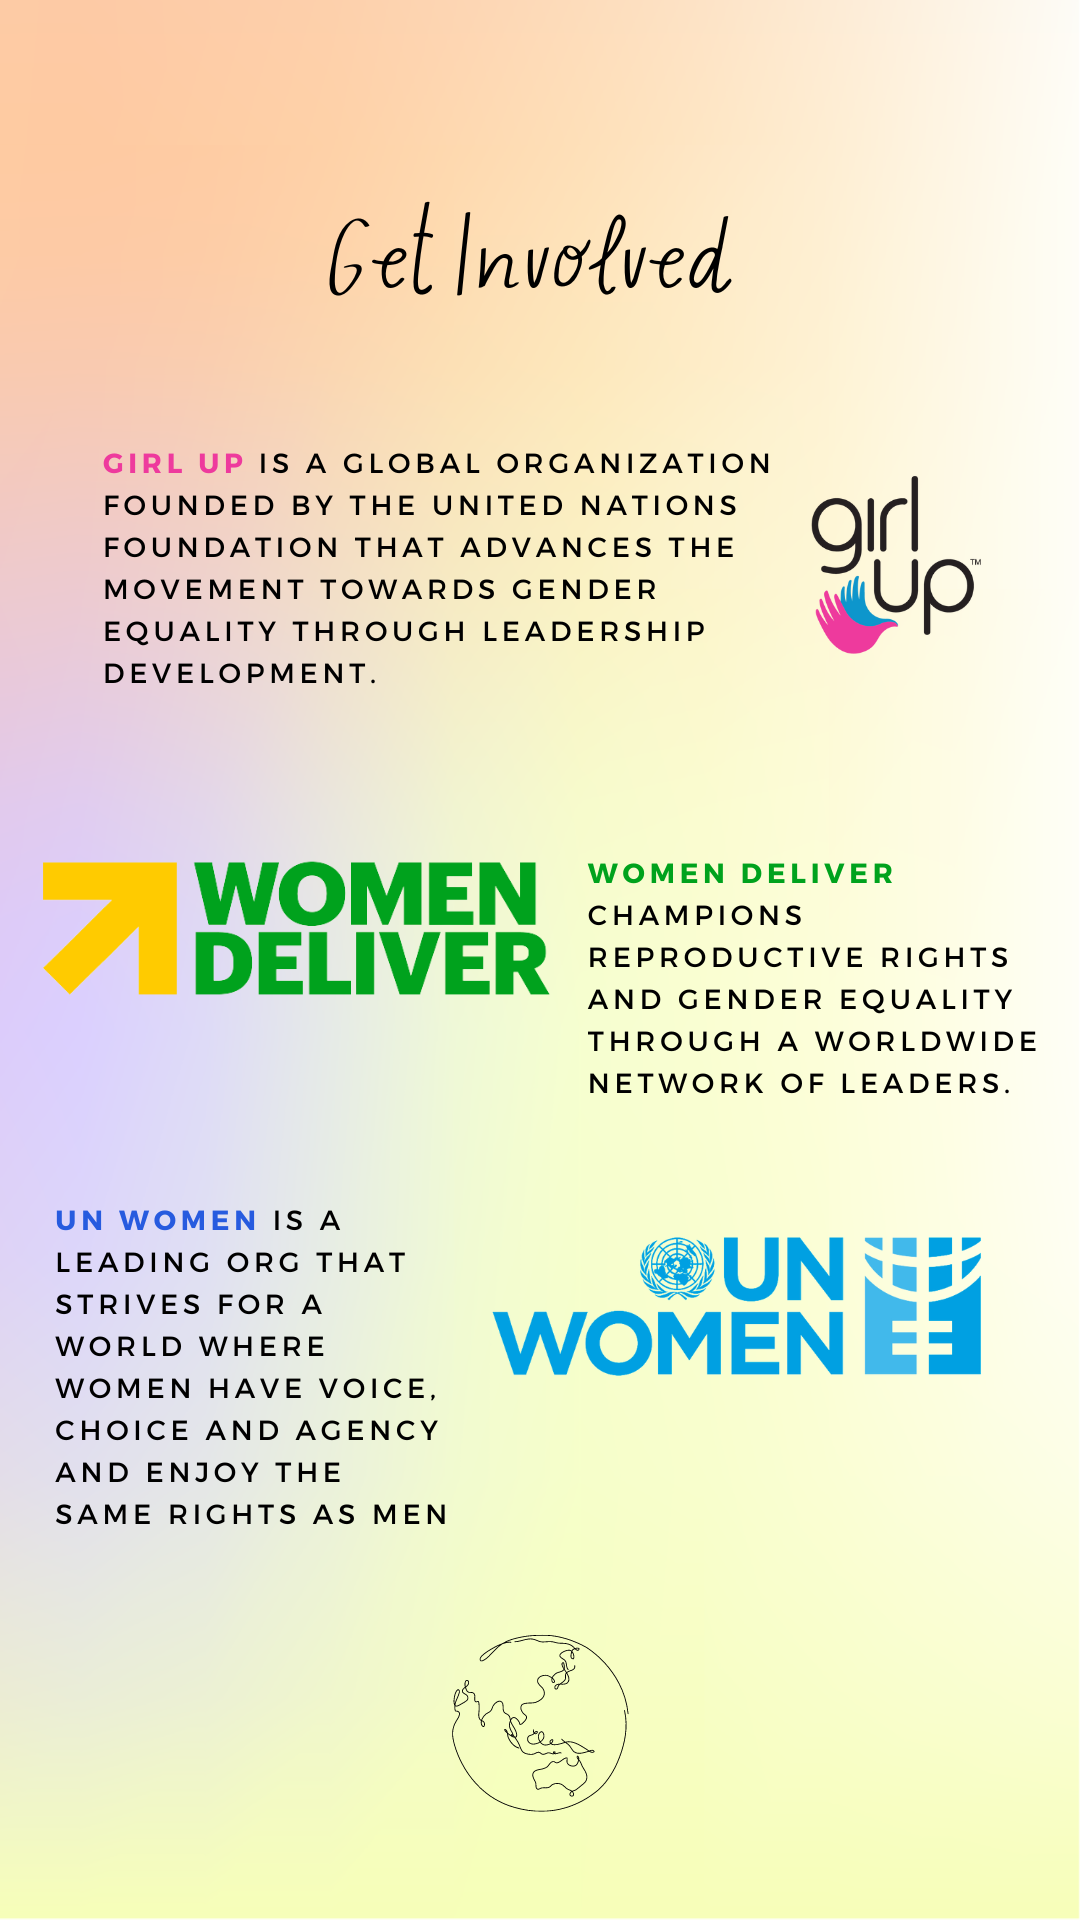 Get Involved
GIRL UP IS A GLOBAL ORGANIZATION
FOUNDED BY THE UNITED NATIONS
FOUNDATION THAT ADVANCES THE
MOVEMENT TOWARDS GENDER
EQUALITY THROUGH LEADERSHIP
DEVELOPMENT.
girl
up™
WOMEN
DELIVER
WOMEN DELIVER
CHAMPIONS
REPRODUCTIVE RIGHTS
AND GENDER EQUALITY
THROUGH A WORLDWIDE
NETWORK OF LEADERS.
UN WOMEN IS A
LEADING ORG THAT
STRIVES FOR A
WORLD WHERE
WOMEN HAVE VOICE,
CHOICE AND AGENCY
AND ENJOY THE
SAME RIGHTS AS MEN
UN
WOMEN